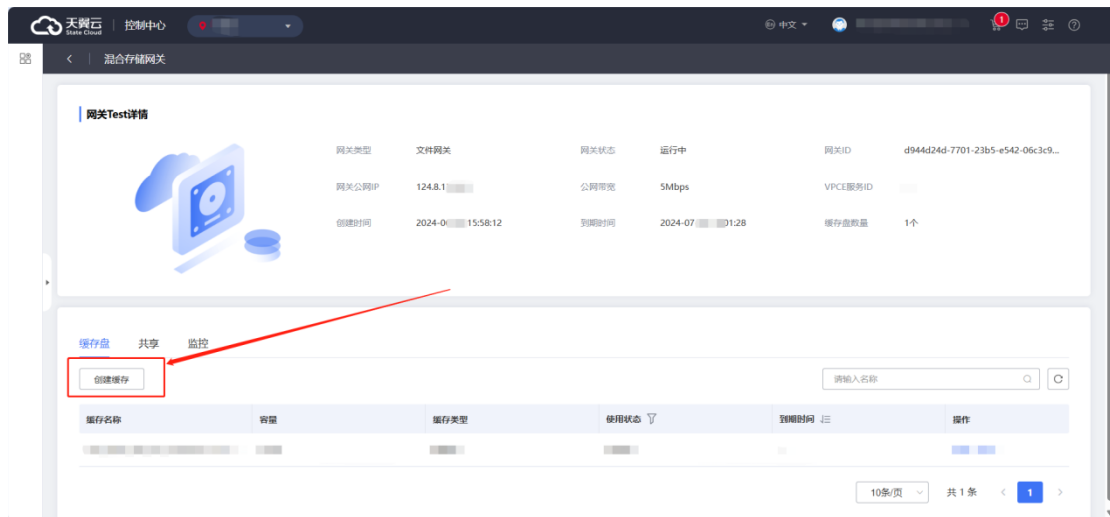 天翼云 State Cloud 控制中心 中文 1
混合存储网关
网关Test详情
网关类型 文件网关 网关状态 运行中 网关ID d944d24d-7701-23b5-e542-06c3c9...
网关公网IP 124.8.1 公网带宽 5Mbps VPCE服务ID
创建时间 2024-0 15:58:12 到期时间 2024-07 01:28 缓存盘数量 1个
缓存盘 共享 监控
创建缓存 请输入名称
缓存名称 容量 缓存类型 使用状态 到期时间 操作
10条/页 共 1 条 1